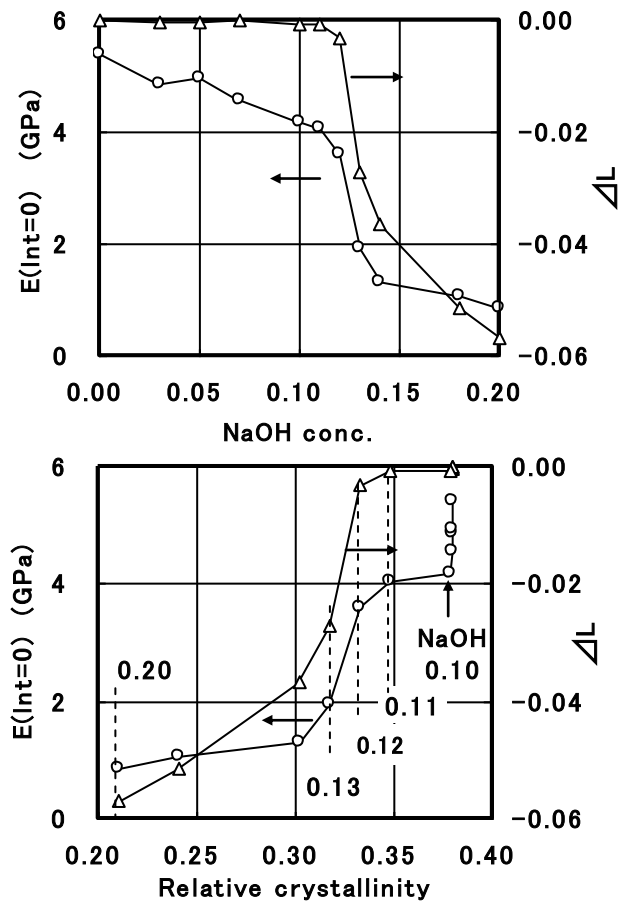 6
4
2
0
E(Int=0) (GPa)
0.00
-0.02
-0.04
-0.06
⊿L
0.00 0.05 0.10 0.15 0.20
NaOH conc.
6
4
2
0
E(Int=0) (GPa)
0.00
-0.02
-0.04
-0.06
⊿L
NaOH
0.10
0.20
0.11
0.12
0.13
0.20 0.25 0.30 0.35 0.40
Relative crystallinity